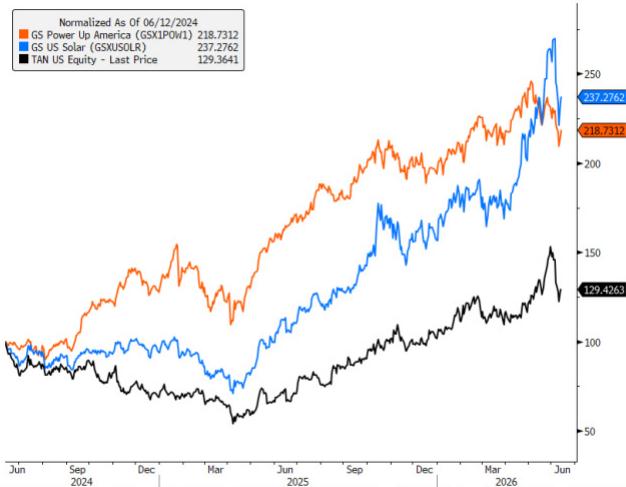 Normalized As Of 06/12/2024
GS Power Up America (GSX1POW1) 218.7312
GS US Solar (GSXUSOLR) 237.2762
TAN US Equity - Last Price 129.3641
250
237.2762
218.7312
200
150
129.4263
100
50
Jun Sep Dec Mar Jun Sep Dec Mar Jun
2024 2025 2026